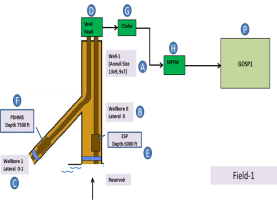 D
G
P
Well
head
Choke
H
MPFM
GOSP1
Well-1
(Annul Size
13x9, 9x7)
A
F
PDHMS
Depth 7500 ft
Wellbore 0
Lateral 0
B
ESP
Depth-5000 ft
E
Wellbore 1
Lateral 0-1
C
Reservoir
Field-1